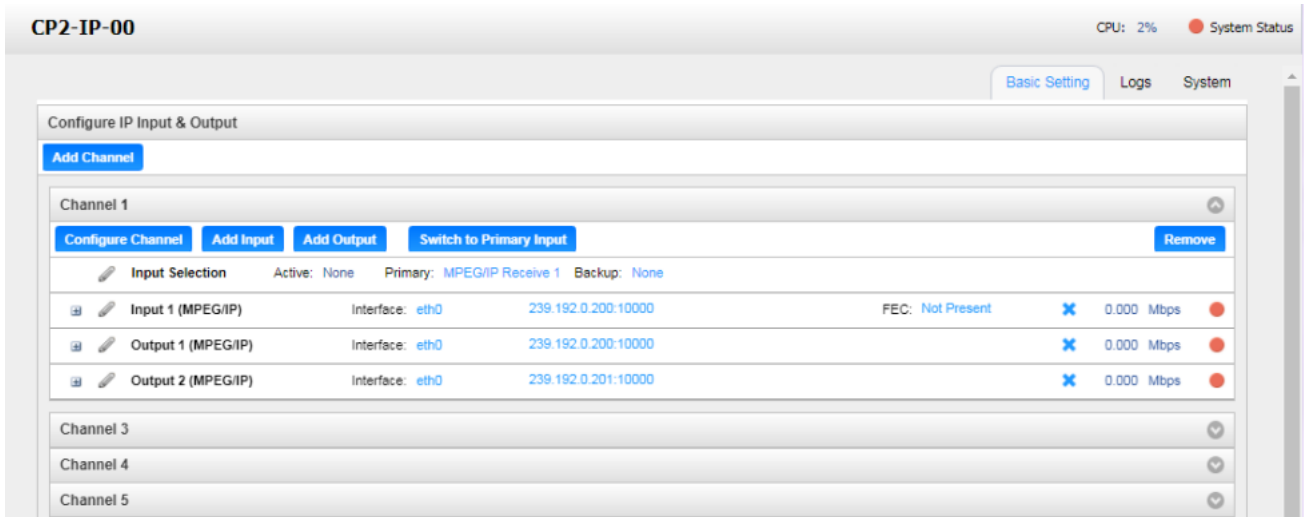 CP2-IP-00 CPU: 2% System Status
Basic Setting Logs System
Configure IP Input & Output
Add Channel
Channel 1
Configure Channel Add Input Add Output Switch to Primary Input Remove
Input Selection Active: None Primary: MPEG/IP Receive 1 Backup: None
Input 1 (MPEG/IP) Interface: eth0 239.192.0.200:10000 FEC: Not Present 0.000 Mbps
Output 1 (MPEG/IP) Interface: eth0 239.192.0.200:10000 0.000 Mbps
Output 2 (MPEG/IP) Interface: eth0 239.192.0.201:10000 0.000 Mbps
Channel 3
Channel 4
Channel 5